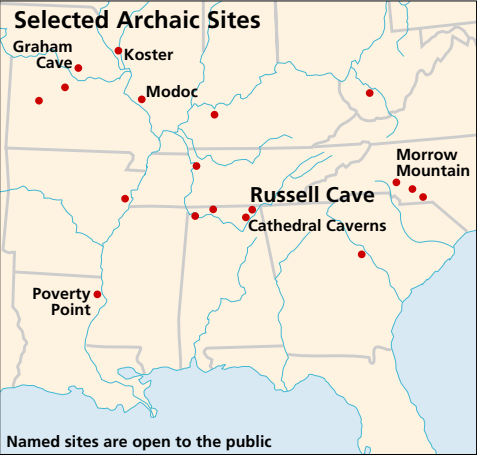 Selected Archaic Sites
Graham
Cave
Koster
Modoc
Morrow
Mountain
Russell Cave
Cathedral Caverns
Poverty
Point
Named sites are open to the public